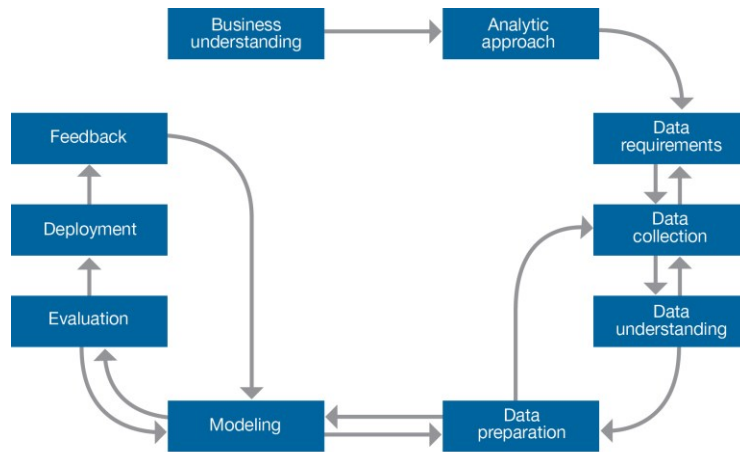 Business
understanding
Analytic
approach
Feedback
Data
requirements
Deployment
Data
collection
Evaluation
Data
understanding
Modeling
Data
preparation